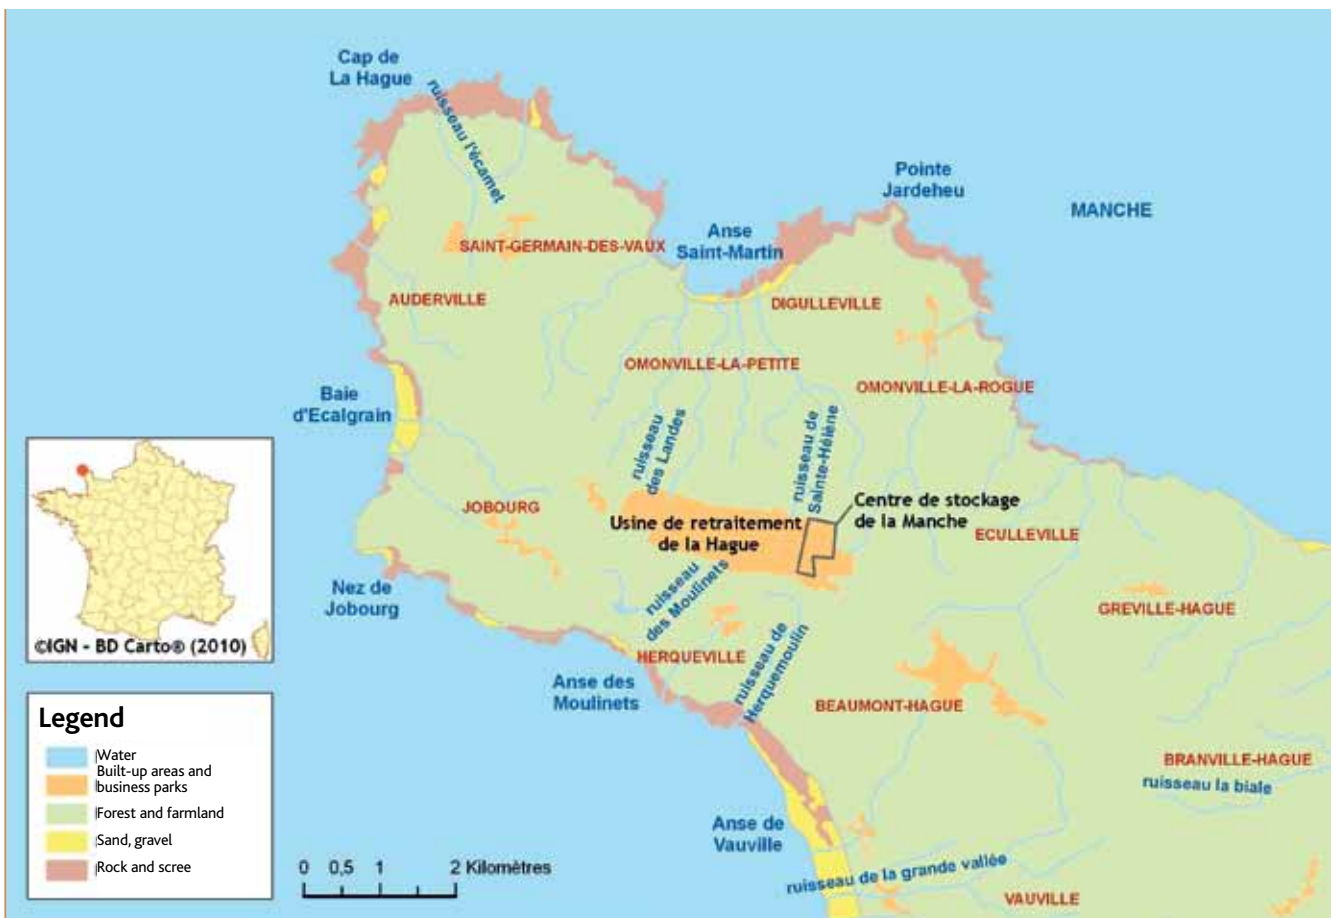 Cap de
La Hague
ruisseau l'écamet
Pointe
Jardeheu
MANCHE
Anse
Saint-Martin
SAINT-GERMAIN-DES-VAUX
AUDERVILLE
DIGULLEVILLE
OMONVILLE-LA-PETITE
OMONVILLE-LA-ROGUE
Baie
d'Ecalgrain
ruisseau
des Landes
ruisseau de
Sainte-Hélène
JOBOURG
Usine de retraitement
de la Hague
Centre de stockage
de la Manche
ECULLEVILLE
Nez de
Jobourg
ruisseau
des Moulinets
GREVILLE-HAGUE
©IGN - BD Carto® (2010)
HERQUEVILLE
ruisseau de
Herquemoulin
Anse des
Moulinets
BEAUMONT-HAGUE
BRANVILLE-HAGUE
ruisseau la biale
Legend
Water
Built-up areas and
business parks
Forest and farmland
Sand, gravel
Rock and scree
Anse de
Vauville
0 0,5 1 2 Kilomètres
ruisseau de la grande vallée
VAUVILLE